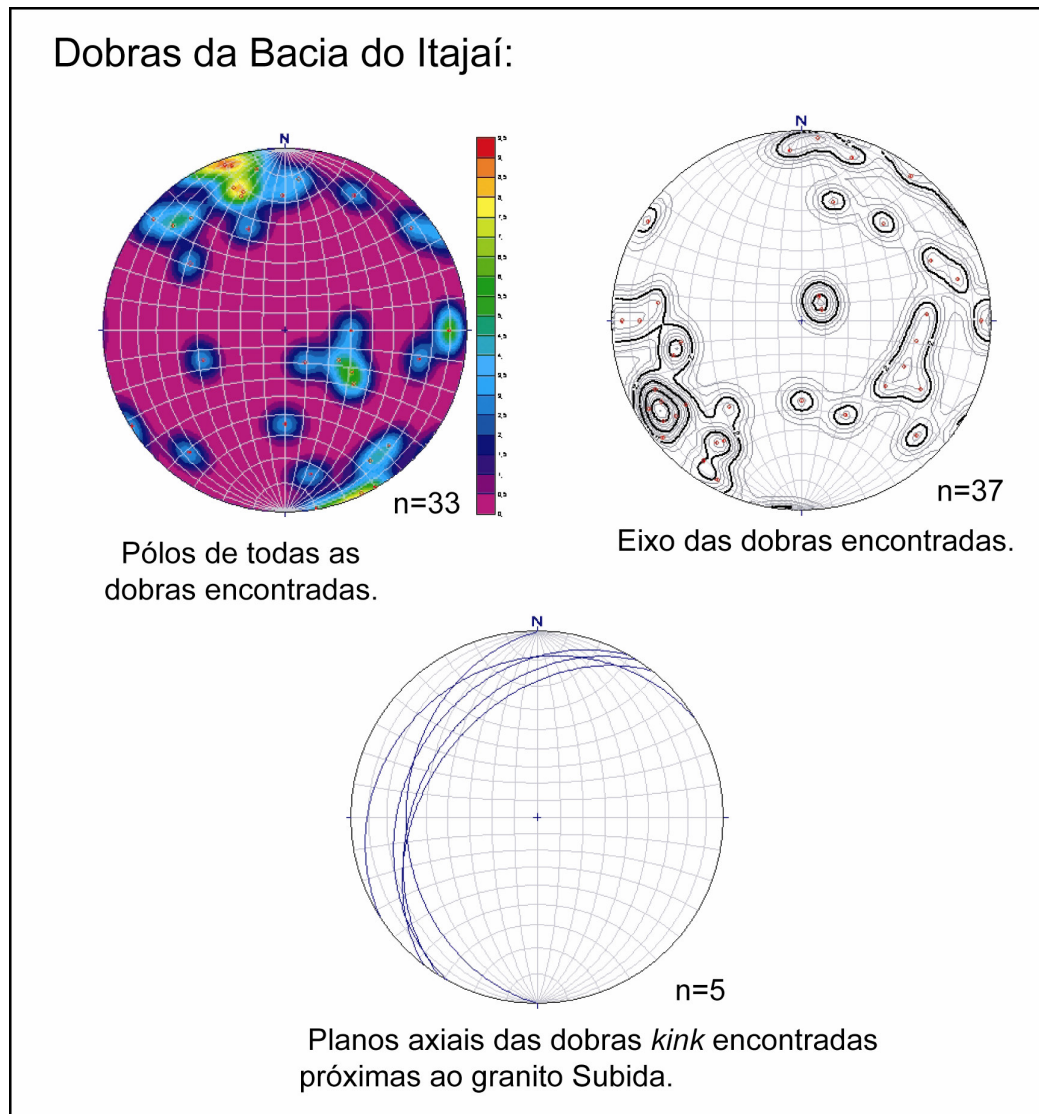 Dobras da Bacia do Itajaí:
N
N
n=33
n=37
Pólos de todas as
dobras encontradas.
Eixo das dobras encontradas.
N
n=5
Planos axiais das dobras kink encontradas
próximas ao granito Subida.